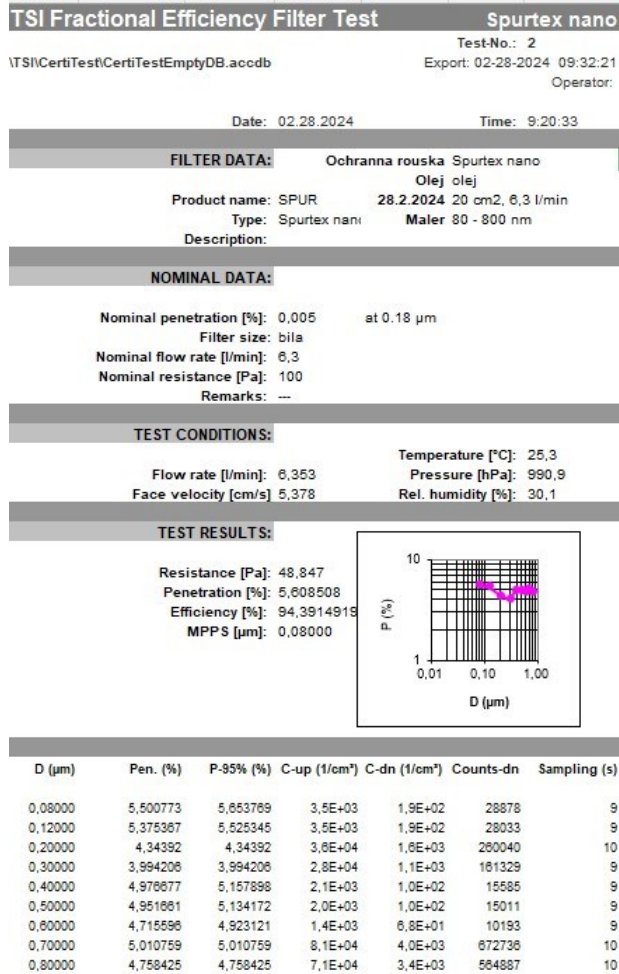 TSI Fractional Efficiency Filter Test Spurtex nano
Test-No.: 2
\TSI\CertiTest\CertiTestEmptyDB.accdb Export: 02-28-2024 09:32:21
Operator:
Date: 02.28.2024 Time: 9:20:33
FILTER DATA: Ochranna rouska Spurtex nano
Olej olej
Product name: SPUR 28.2.2024 20 cm2, 6,3 l/min
Type: Spurtex nano Maler 80 - 800 nm
Description:
NOMINAL DATA:
Nominal penetration [%]: 0,005 at 0.18 µm
Filter size: bila
Nominal flow rate [l/min]: 6,3
Nominal resistance [Pa]: 100
Remarks: ---
TEST CONDITIONS:
Temperature [°C]: 25,3
Flow rate [l/min]: 6,353 Pressure [hPa]: 990,9
Face velocity [cm/s] 5,378 Rel. humidity [%]: 30,1
TEST RESULTS:
Resistance [Pa]: 48,847
Penetration [%]: 5,608508
Efficiency [%]: 94,3914919
MPPS [µm]: 0,08000
10
P (%)
1
0,01 0,10 1,00
D (µm)
D (µm) Pen. (%) P-95% (%) C-up (1/cm³) C-dn (1/cm³) Counts-dn Sampling (s)
0,08000 5,500773 5,653769 3,5E+03 1,9E+02 28878 9
0,12000 5,375367 5,525345 3,5E+03 1,9E+02 28033 9
0,20000 4,34392 4,34392 3,6E+04 1,6E+03 260040 10
0,30000 3,994206 3,994206 2,8E+04 1,1E+03 161329 9
0,40000 4,976677 5,157898 2,1E+03 1,0E+02 15585 9
0,50000 4,951661 5,134172 2,0E+03 1,0E+02 15011 9
0,60000 4,715596 4,923121 1,4E+03 6,8E+01 10193 9
0,70000 5,010759 5,010759 8,1E+04 4,0E+03 672736 10
0,80000 4,758425 4,758425 7,1E+04 3,4E+03 564887 10